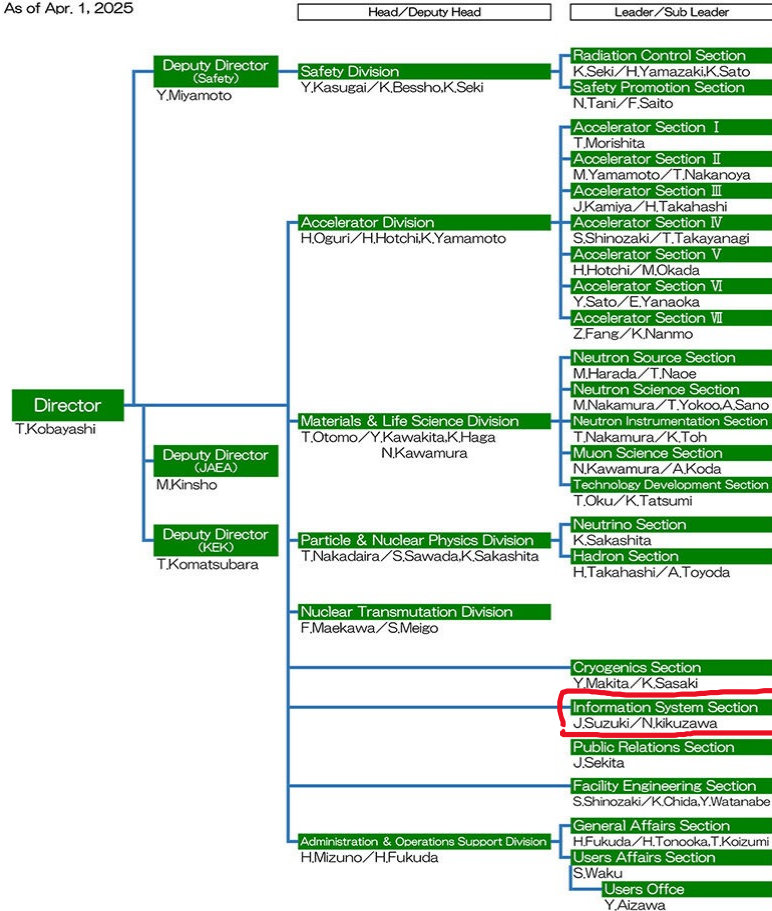 As of Apr. 1, 2025
Head/Deputy Head
Leader/Sub Leader
Deputy Director
(Safety)
Y.Miyamoto
Safety Division
Y.Kasugai/K.Bessho,K.Seki
Radiation Control Section
K.Seki/H.Yamazaki,K.Sato
Safety Promotion Section
N.Tani/F.Saito
Accelerator Division
H.Oguri/H.Hotchi,K.Yamamoto
Accelerator Section Ⅰ
T.Morishita
Accelerator Section Ⅱ
M.Yamamoto/T.Nakanoya
Accelerator Section Ⅲ
J.Kamiya/H.Takahashi
Accelerator Section Ⅳ
S.Shinozaki/T.Takayanagi
Accelerator Section Ⅴ
H.Hotchi/M.Okada
Accelerator Section Ⅵ
Y.Sato/E.Yanaoka
Accelerator Section Ⅶ
Z.Fang/K.Nanmo
Director
T.Kobayashi
Deputy Director
(JAEA)
M.Kinsho
Deputy Director
(KEK)
T.Komatsubara
Materials & Life Science Division
T.Otomo/Y.Kawakita,K.Haga
N.Kawamura
Neutron Source Section
M.Harada/T.Naoe
Neutron Science Section
M.Nakamura/T.Yokoo,A.Sano
Neutron Instrumentation Section
T.Nakamura/K.Toh
Muon Science Section
N.Kawamura/A.Koda
Technology Development Section
T.Oku/K.Tatsumi
Particle & Nuclear Physics Division
T.Nakadaira/S.Sawada,K.Sakashita
Neutrino Section
K.Sakashita
Hadron Section
H.Takahashi/A.Toyoda
Nuclear Transmutation Division
F.Maekawa/S.Meigo
Cryogenics Section
Y.Makita/K.Sasaki
Information System Section
J.Suzuki/N.kikuzawa
Public Relations Section
J.Sekita
Facility Engineering Section
S.Shinozaki/K.Chida,Y.Watanabe
Administration & Operations Support Division
H.Mizuno/H.Fukuda
General Affairs Section
H.Fukuda/H.Tonooka,T.Koizumi
Users Affairs Section
S.Waku
Users Offce
Y.Aizawa